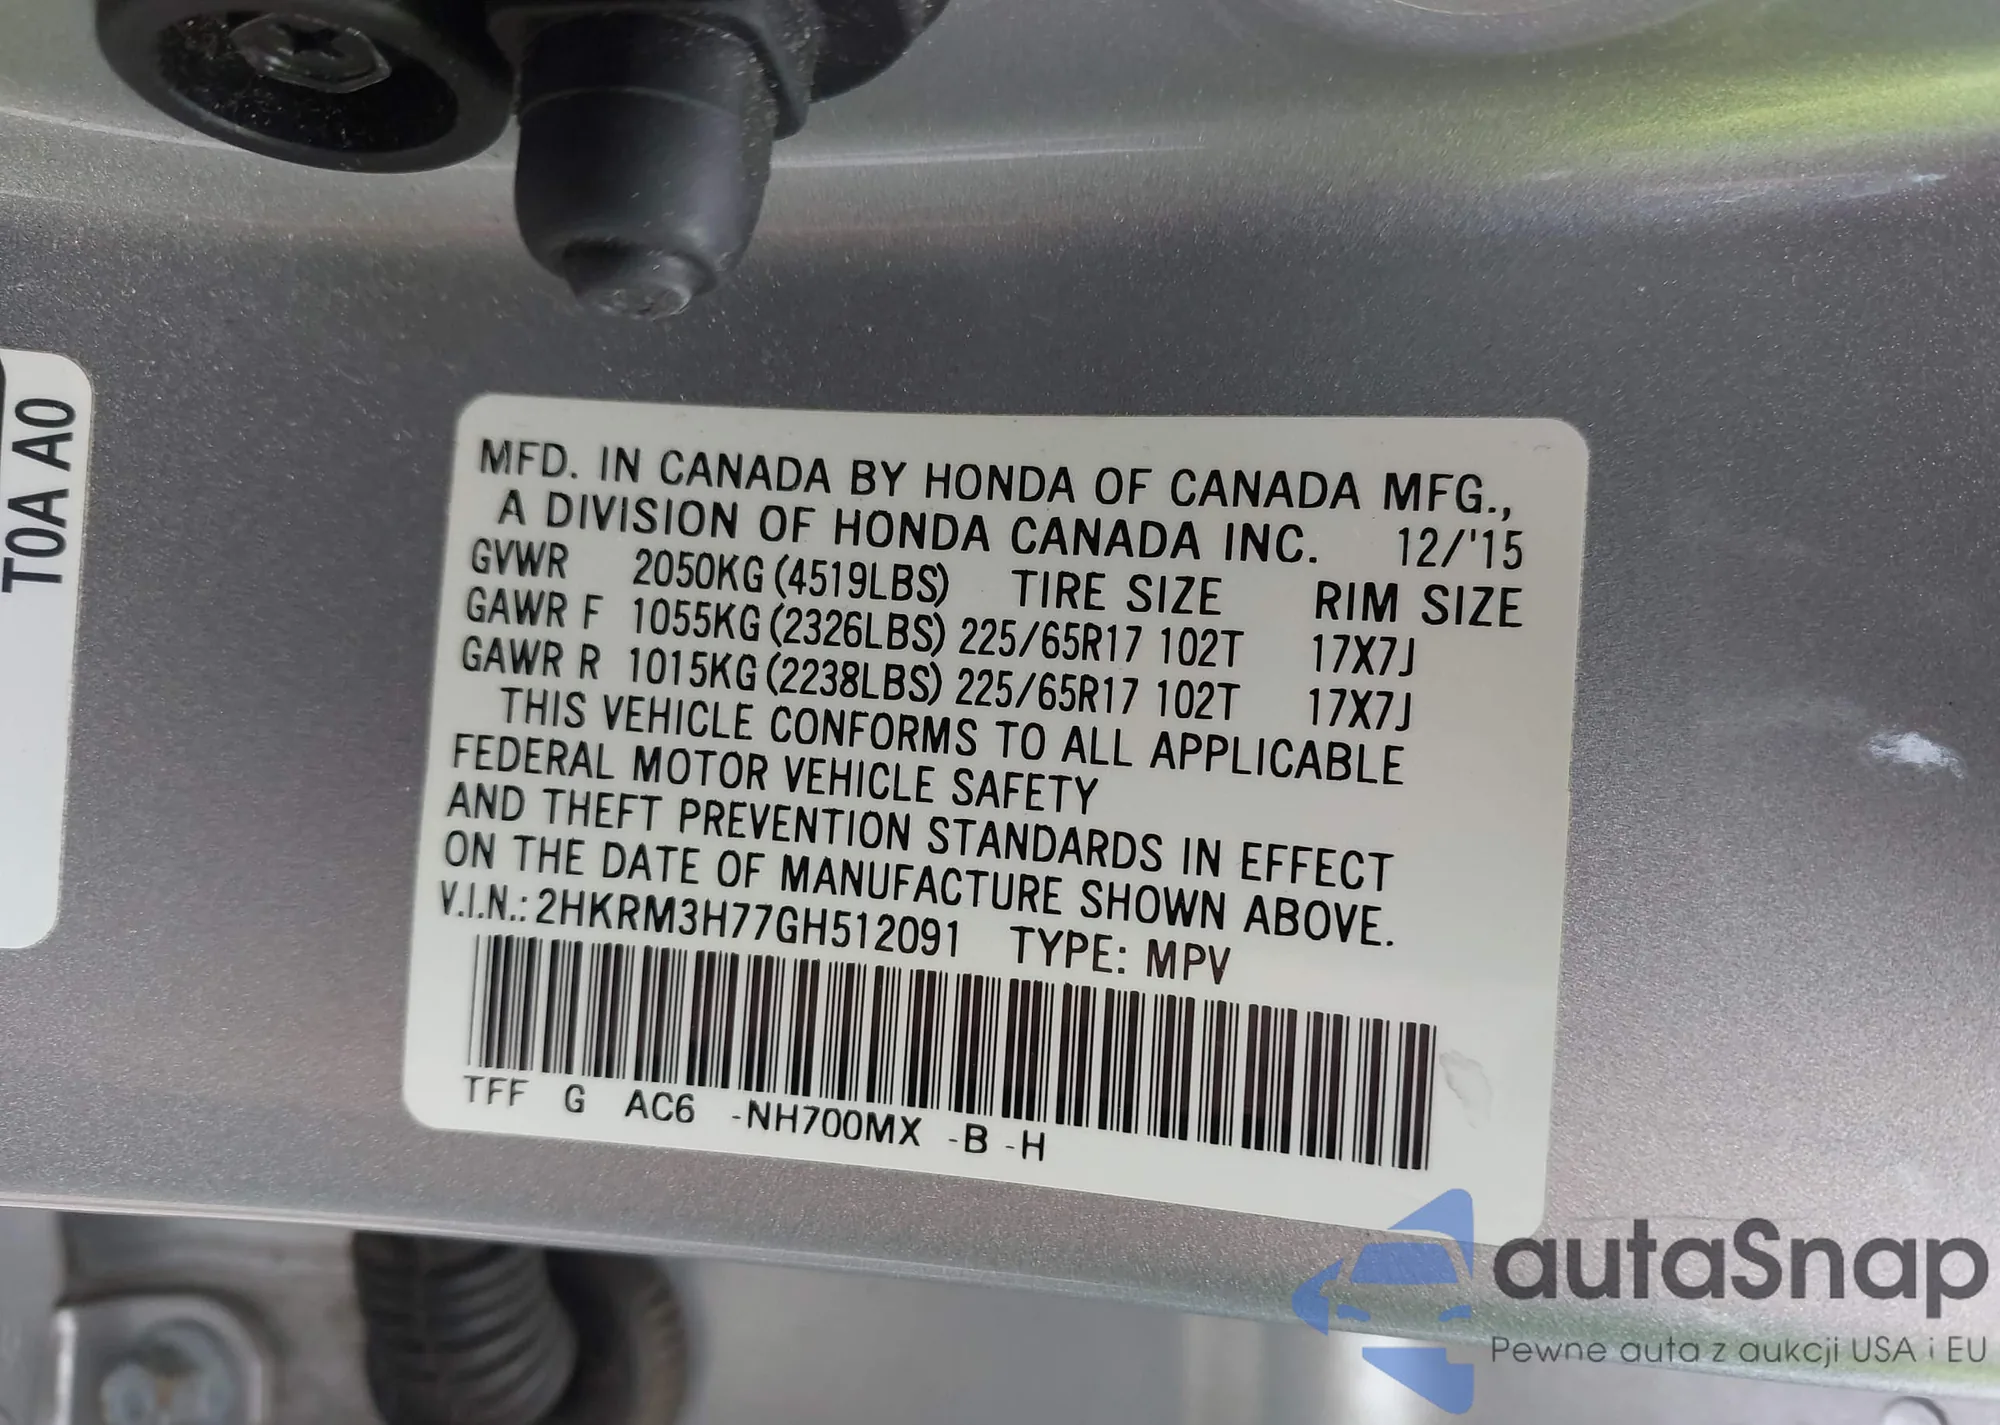 T0A A0
MFD. IN CANADA BY HONDA OF CANADA MFG.,
A DIVISION OF HONDA CANADA INC. 12/'15
GVWR 2050KG (4519LBS) TIRE SIZE RIM SIZE
GAWR F 1055KG (2326LBS) 225/65R17 102T 17X7J
GAWR R 1015KG (2238LBS) 225/65R17 102T 17X7J
THIS VEHICLE CONFORMS TO ALL APPLICABLE
FEDERAL MOTOR VEHICLE SAFETY
AND THEFT PREVENTION STANDARDS IN EFFECT
ON THE DATE OF MANUFACTURE SHOWN ABOVE.
V.I.N.: 2HKRM3H77GH512091 TYPE: MPV
TFF G AC6 -NH700MX -B -H
autaSnap
Pewne auta z aukcji USA i EU